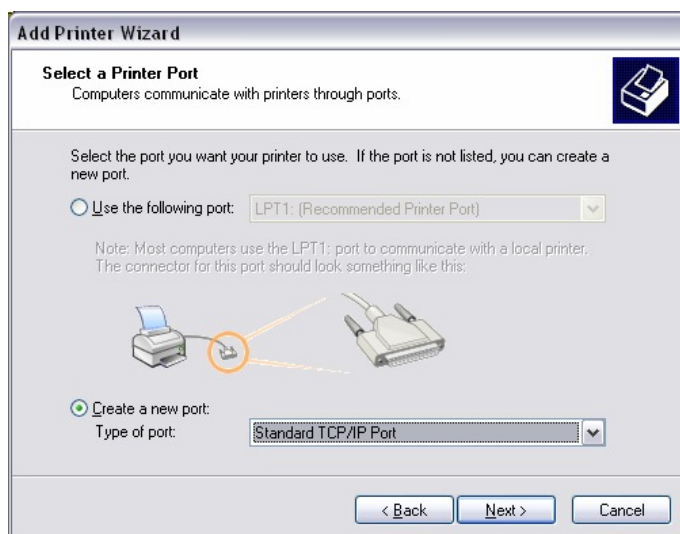 Add Printer Wizard
Select a Printer Port
Computers communicate with printers through ports.
Select the port you want your printer to use. If the port is not listed, you can create a
new port.
Use the following port: LPT1: (Recommended Printer Port)
Note: Most computers use the LPT1: port to communicate with a local printer.
The connector for this port should look something like this:
Create a new port:
Type of port: Standard TCP/IP Port
< Back Next > Cancel